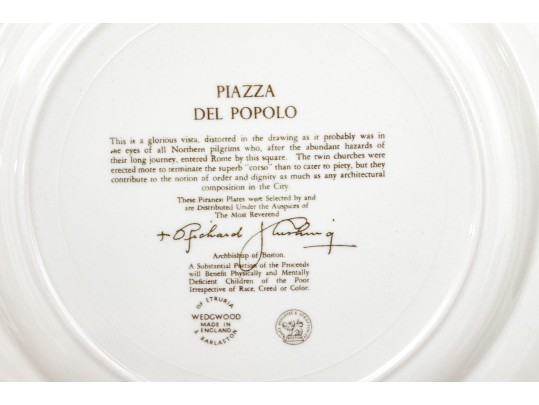 PIAZZA
DEL POPOLO
This is a glorious vista, distorted in the drawing as it probably was in
the eyes of all Northern pilgrims who, after the abundant hazards of
their long journey, entered Rome by this square. The twin churches were
erected more to terminate the superb "corso" than to cater to piety, but they
contribute to the notion of order and dignity as much as any architectural
composition in the City.
These Piranesi Plates were Selected by and
are Distributed Under the Auspices of
The Most Reverend
+ Richard J Cushing
Archbishop of Boston.
A Substantial Portion of the Proceeds
will Benefit Physically and Mentally
Deficient Children of the Poor
Irrespective of Race, Creed or Color.
OF ETRURIA
WEDGWOOD
MADE IN
ENGLAND
& BARLASTON